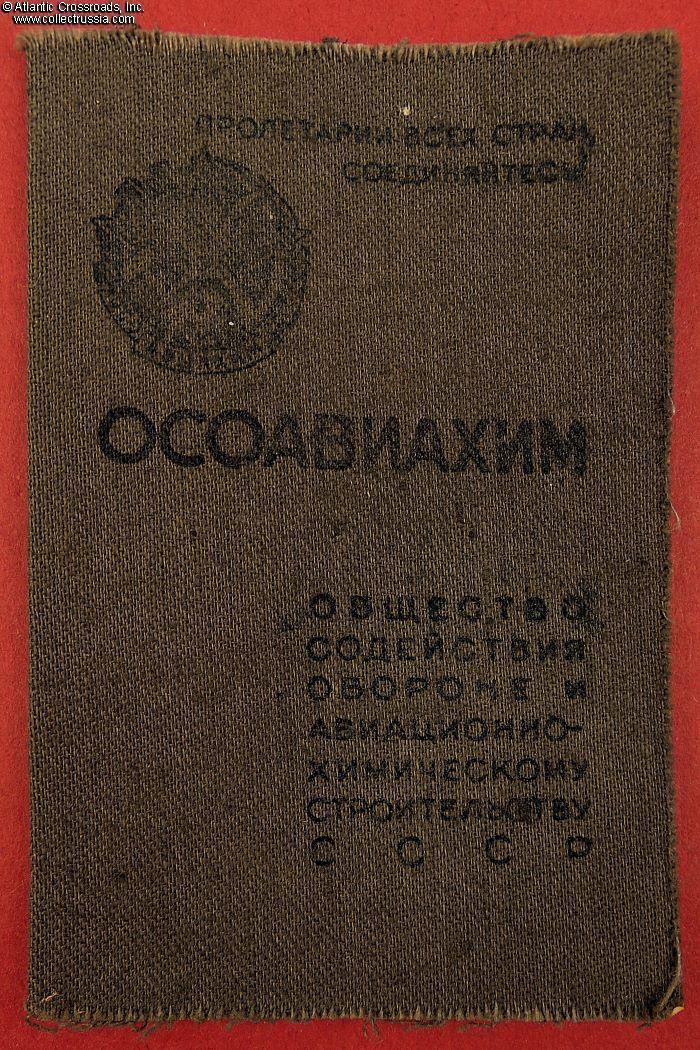 © Atlantic Crossroads, Inc.
www.collectrussia.com
ПРОЛЕТАРИИ ВСЕХ СТРАН,
СОЕДИНЯЙТЕСЬ
ОСОАВИАХИМ
ОБЩЕСТВО
СОДЕЙСТВИЯ
ОБОРОНЕ И
АВИАЦИОННО-
ХИМИЧЕСКОМУ
СТРОИТЕЛЬСТВУ
С С С Р